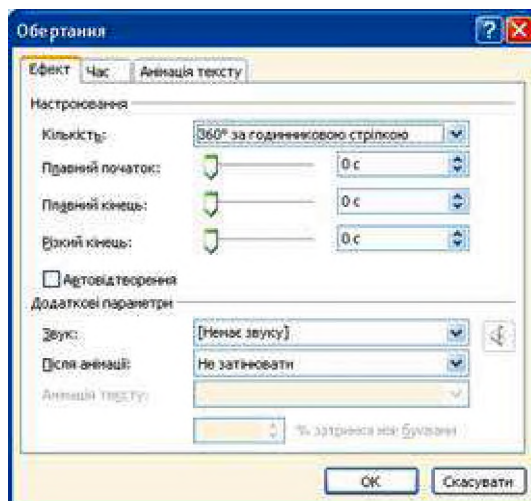 Обертання
Ефект Час Анімація тексту
Настроювання
Кількість: 360° за годинниковою стрілкою
Плавний початок: 0 с
Плавний кінець: 0 с
Різкий кінець: 0 с
Автовідтворення
Додаткові параметри
Звук: [Немає звуку]
Після анімації: Не затінювати
Анімація тексту:
% затримка між буквами
ОК Скасувати